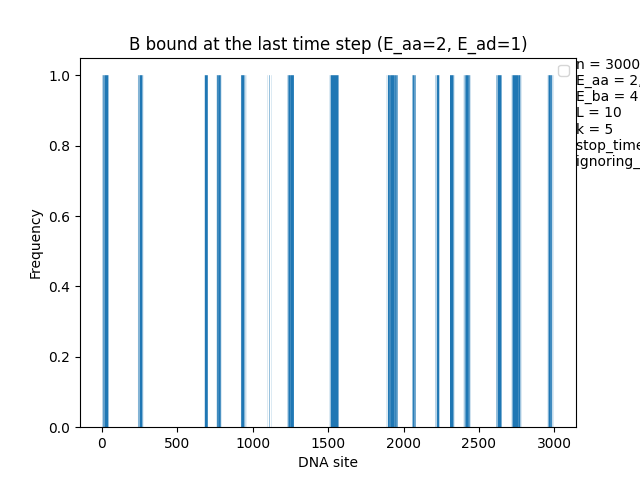 B bound at the last time step (E_aa=2, E_ad=1)
n = 3000
E_aa = 2,
E_ba = 4
L = 10
k = 5
stop_time
ignoring_
1.0
0.8
0.6
0.4
0.2
0.0
Frequency
0 500 1000 1500 2000 2500 3000
DNA site